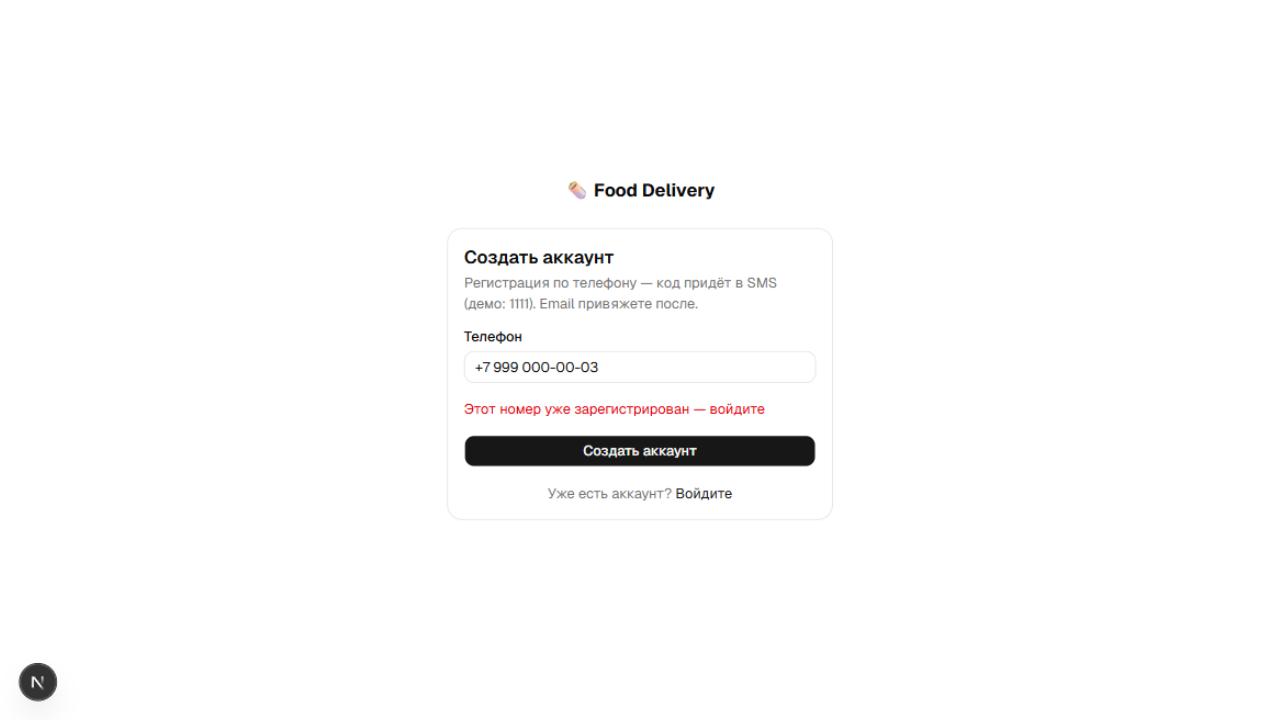 Food Delivery
Создать аккаунт
Регистрация по телефону — код придёт в SMS
(демо: 1111). Email привяжете после.
Телефон
+7 999 000-00-03
Этот номер уже зарегистрирован — войдите
Создать аккаунт
Уже есть аккаунт? Войдите
N